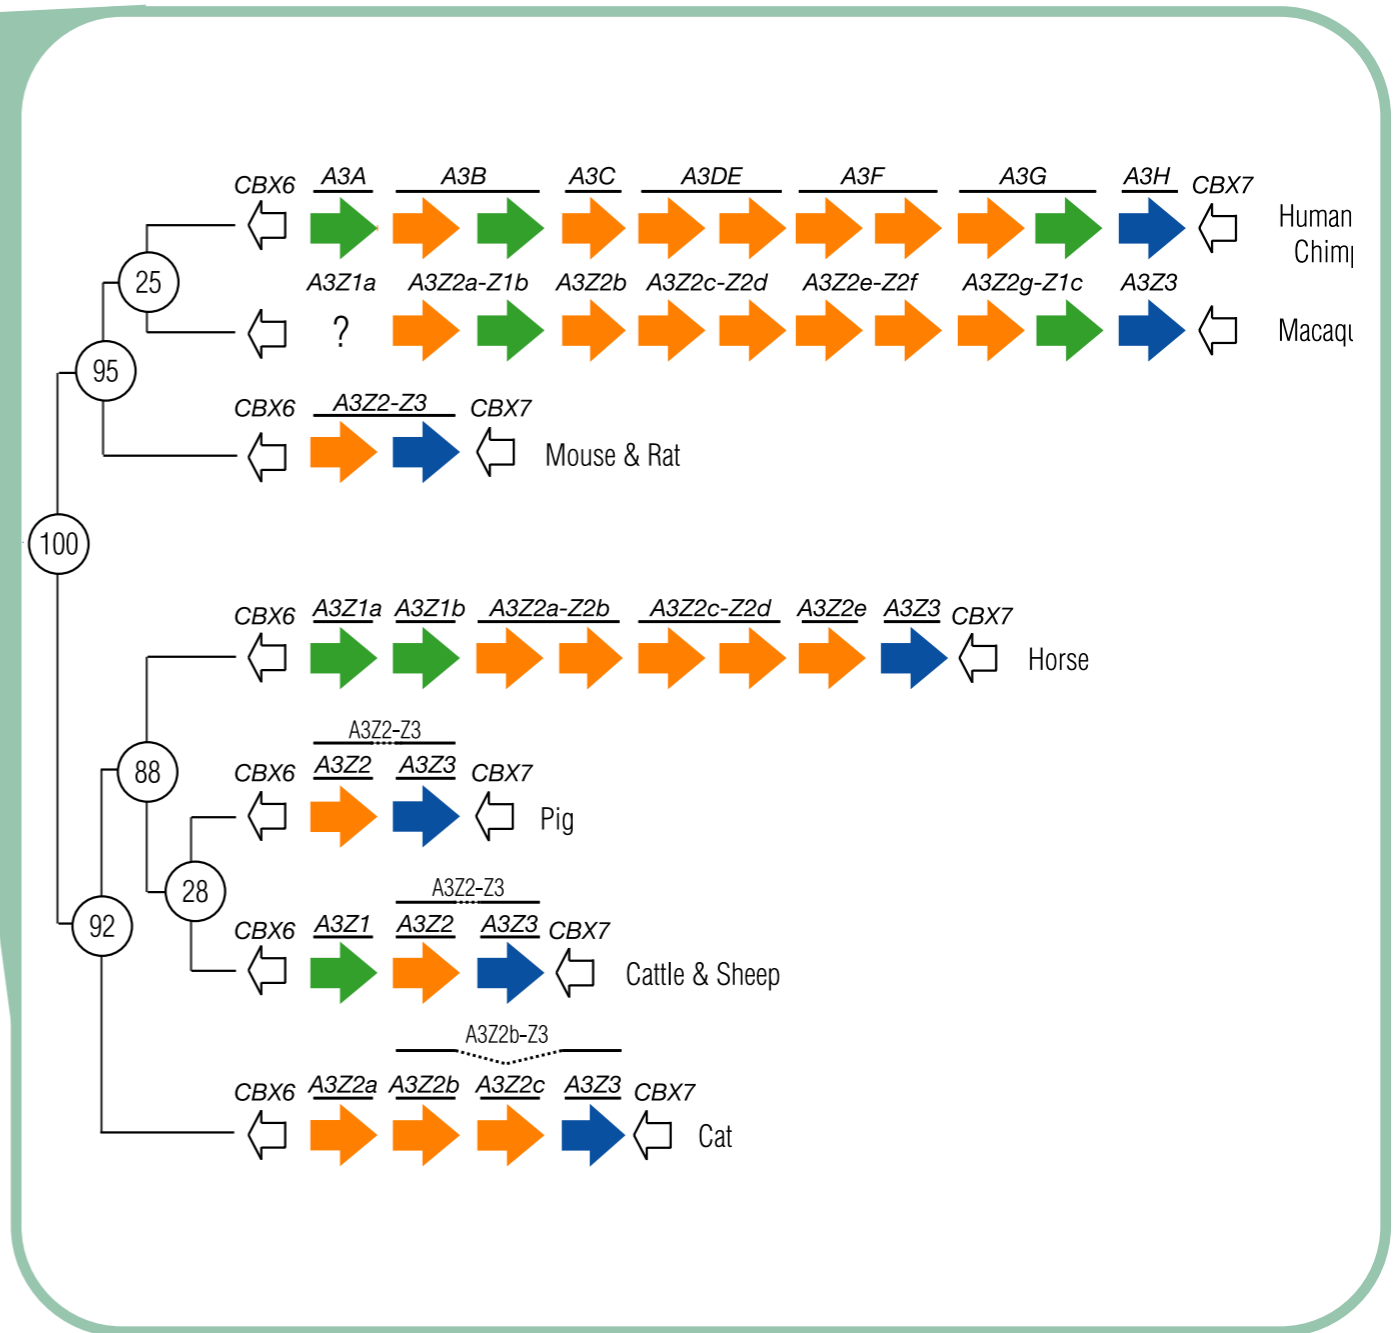 CBX6 A3A A3B A3C A3DE A3F A3G A3H CBX7
Human
25
A3Z1a A3Z2a-Z1b A3Z2b A3Z2c-Z2d A3Z2e-Z2f A3Z2g-Z1c A3Z3
?
95
CBX6 A3Z2-Z3 CBX7
Mouse & Rat
100
CBX6 A3Z1a A3Z1b A3Z2a-Z2b A3Z2c-Z2d A3Z2e A3Z3 CBX7
Horse
A3Z2-Z3
88
CBX6 A3Z2 A3Z3 CBX7
Pig
28
A3Z2-Z3
92
CBX6 A3Z1 A3Z2 A3Z3 CBX7
Cattle & Sheep
A3Z2b-Z3
CBX6 A3Z2a A3Z2b A3Z2c A3Z3 CBX7
Cat